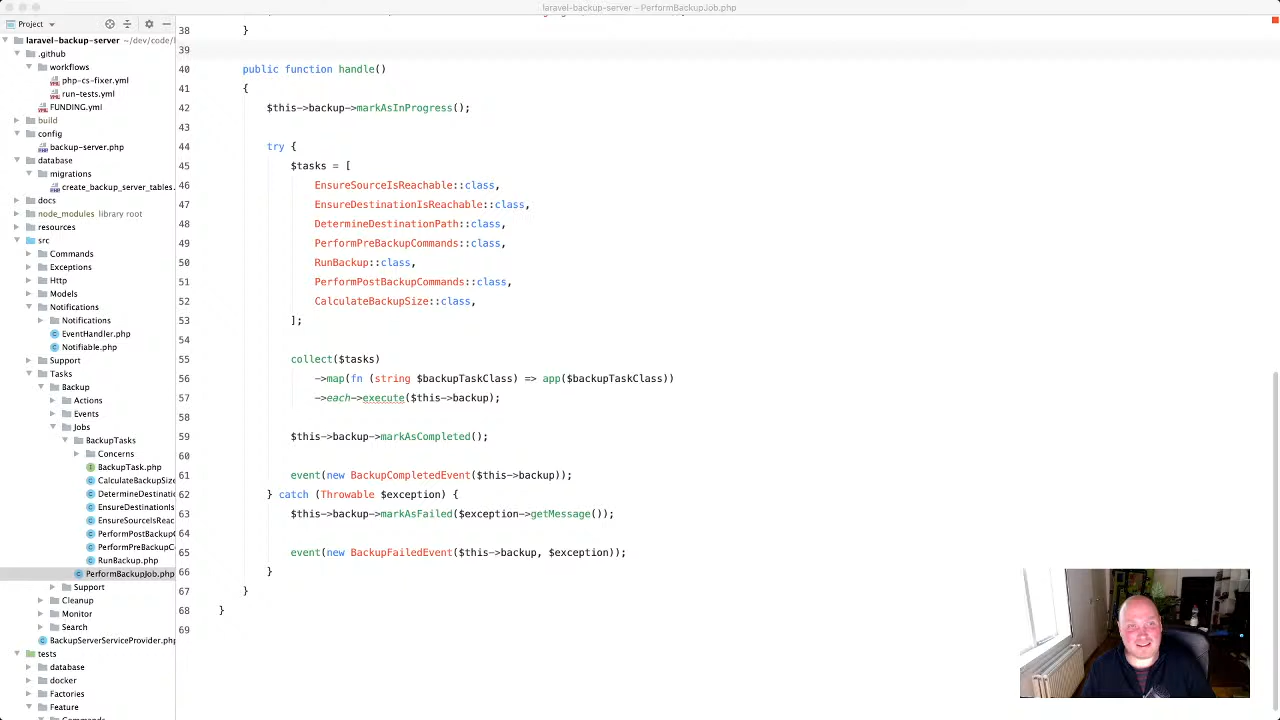 laravel-backup-server – PerformBackupJob.php
Project
laravel-backup-server ~/dev/code/l
.github
workflows
php-cs-fixer.yml
run-tests.yml
FUNDING.yml
build
config
backup-server.php
database
migrations
create_backup_server_tables.
docs
node_modules library root
resources
src
Commands
Exceptions
Http
Models
Notifications
Notifications
EventHandler.php
Notifiable.php
Support
Tasks
Backup
Actions
Events
Jobs
BackupTasks
Concerns
BackupTask.php
CalculateBackupSize
DetermineDestinatio
EnsureDestinationIs
EnsureSourceIsReac
PerformPostBackupC
PerformPreBackupC
RunBackup.php
PerformBackupJob.php
Support
Cleanup
Monitor
Search
BackupServerServiceProvider.php
tests
database
docker
Factories
Feature
38 }
39
40 public function handle()
41 {
42 $this->backup->markAsInProgress();
43
44 try {
45 $tasks = [
46 EnsureSourceIsReachable::class,
47 EnsureDestinationIsReachable::class,
48 DetermineDestinationPath::class,
49 PerformPreBackupCommands::class,
50 RunBackup::class,
51 PerformPostBackupCommands::class,
52 CalculateBackupSize::class,
53 ];
54
55 collect($tasks)
56 ->map(fn (string $backupTaskClass) => app($backupTaskClass))
57 ->each->execute($this->backup);
58
59 $this->backup->markAsCompleted();
60
61 event(new BackupCompletedEvent($this->backup));
62 } catch (Throwable $exception) {
63 $this->backup->markAsFailed($exception->getMessage());
64
65 event(new BackupFailedEvent($this->backup, $exception));
66 }
67 }
68 }
69